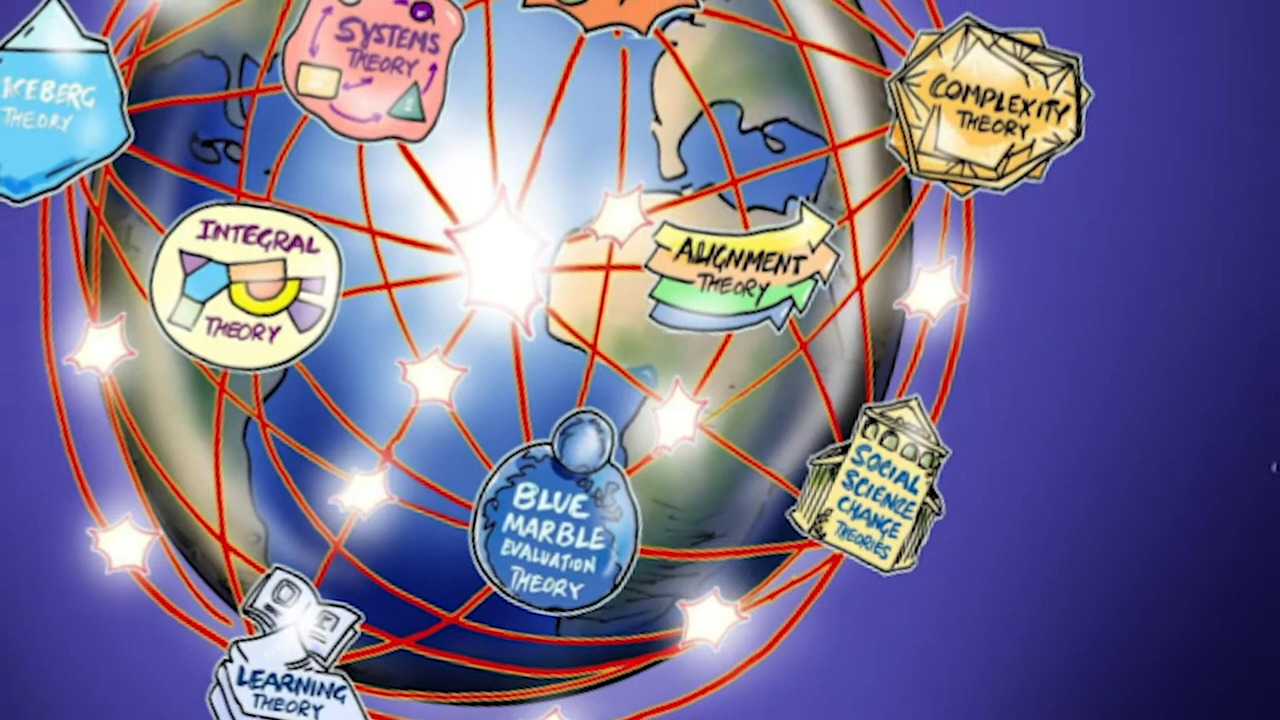 SYSTEMS
THEORY
ICEBERG
THEORY
COMPLEXITY
THEORY
INTEGRAL
THEORY
ALIGNMENT
THEORY
SOCIAL
SCIENCE
CHANGE
THEORIES
BLUE
MARBLE
EVALUATION
THEORY
LEARNING
THEORY